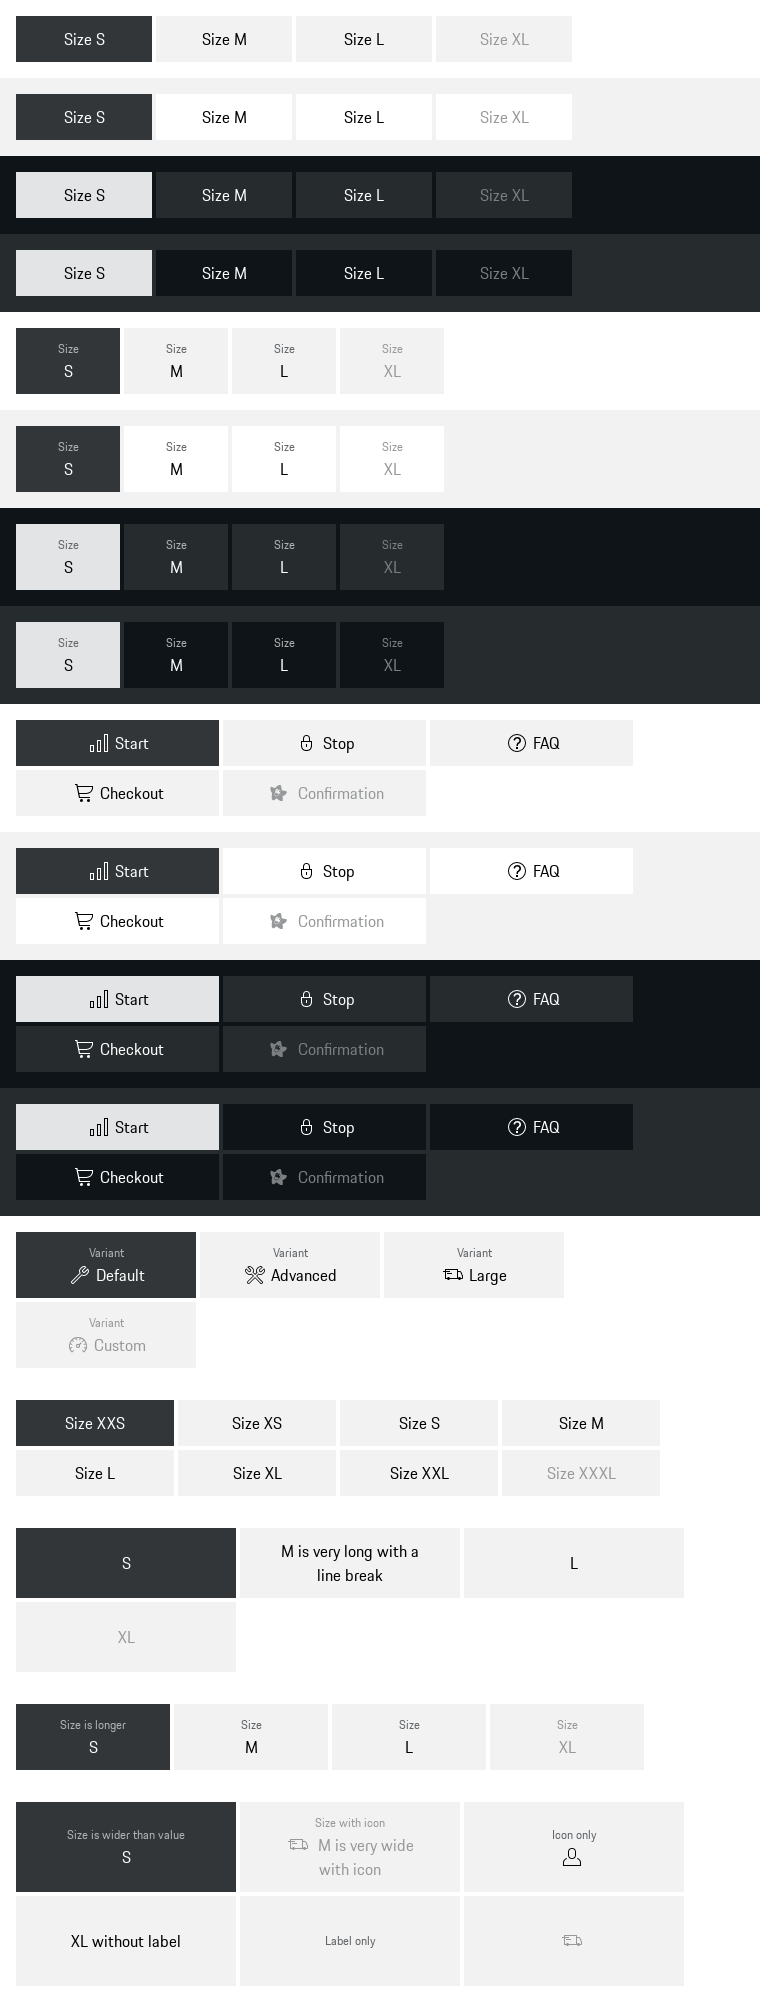 Size S Size M Size L Size XL
Size S Size M Size L Size XL
Size S Size M Size L Size XL
Size S Size M Size L Size XL
Size Size Size Size
S M L XL
Size Size Size Size
S M L XL
Size Size Size Size
S M L XL
Size Size Size Size
S M L XL
Start Stop FAQ
Checkout Confirmation
Start Stop FAQ
Checkout Confirmation
Start Stop FAQ
Checkout Confirmation
Start Stop FAQ
Checkout Confirmation
Variant Variant Variant
Default Advanced Large
Variant
Custom
Size XXS Size XS Size S Size M
Size L Size XL Size XXL Size XXXL
S M is very long with a L
line break
XL
Size is longer Size Size Size
S M L XL
Size is wider than value Size with icon Icon only
S M is very wide
with icon
XL without label Label only